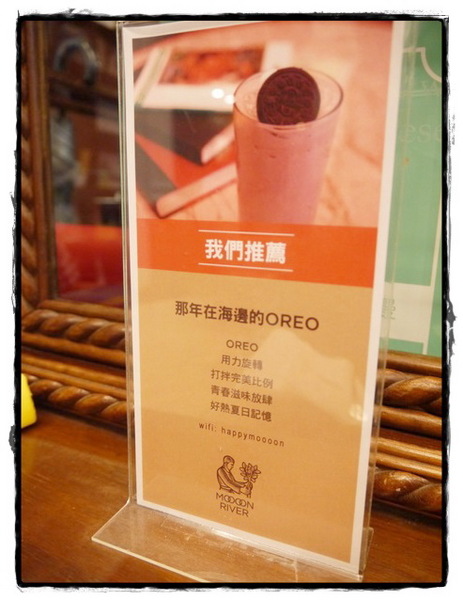 我們推薦
那年在海邊的OREO
OREO
用力旋轉
打拌完美比例
青春滋味放肆
好熱夏日記憶
wifi: happymoooon
MOOOON
RIVER